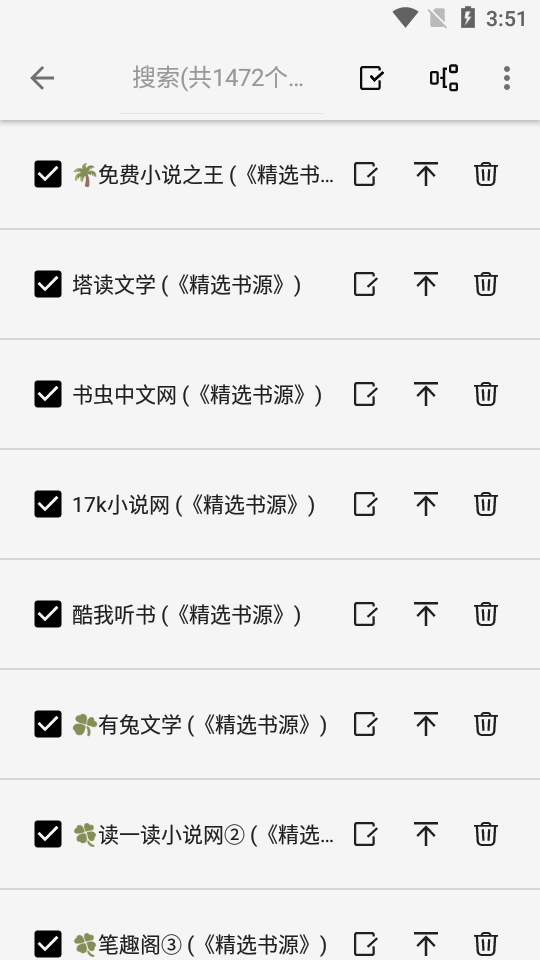 3:51
搜索(共1472个…
🌴免费小说之王 (《精选书…
塔读文学 (《精选书源》)
书虫中文网 (《精选书源》)
17k小说网 (《精选书源》)
酷我听书 (《精选书源》)
☘️有兔文学 (《精选书源》)
🍀读一读小说网② (《精选…
🍀笔趣阁③ (《精选书源》)